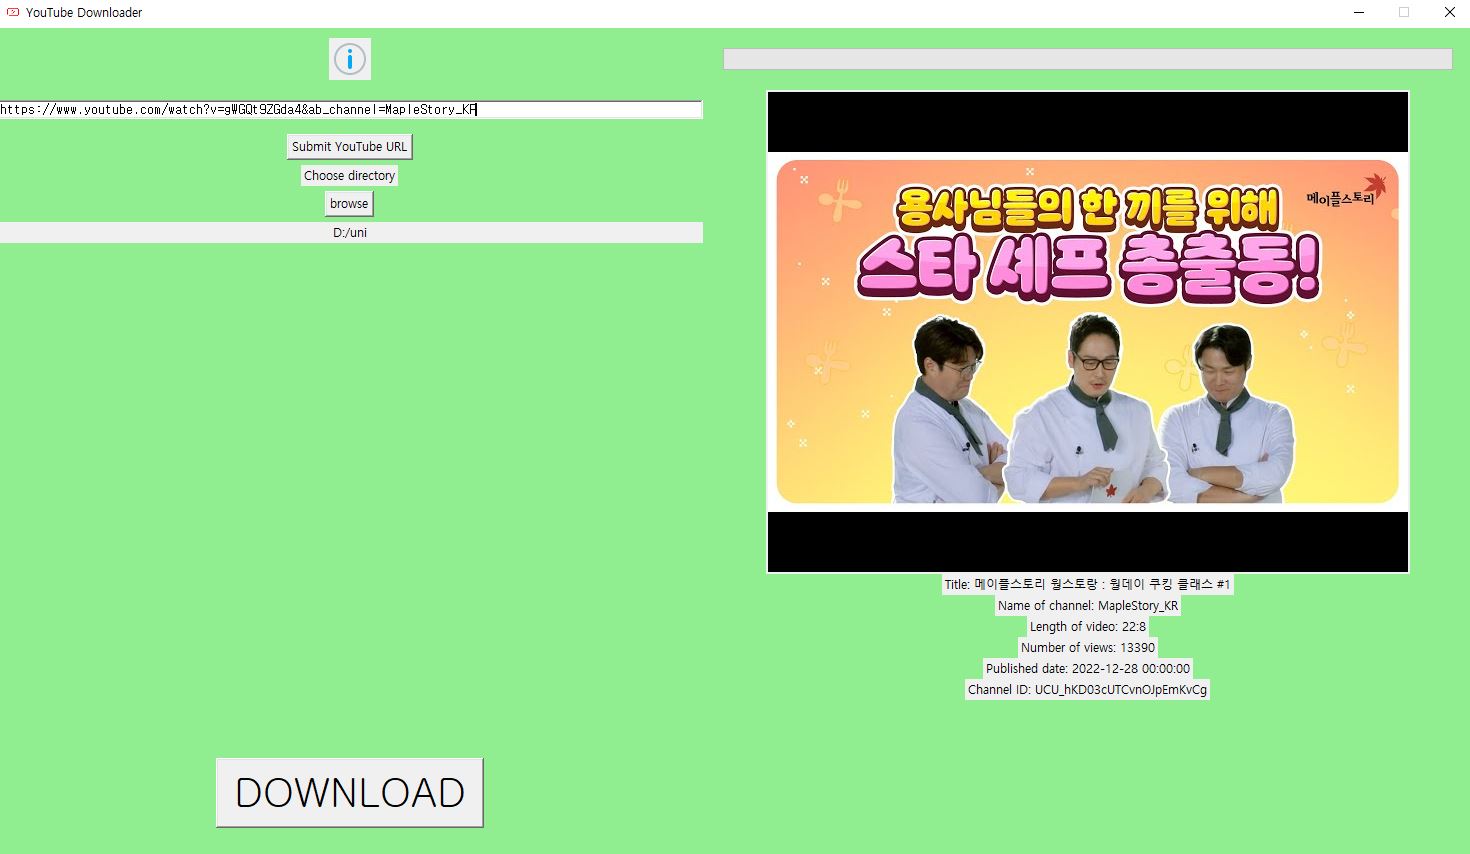 YouTube Downloader
https://www.youtube.com/watch?v=gWGQt9ZGda4&ab_channel=MapleStory_KR
Submit YouTube URL
Choose directory
browse
D:/uni
DOWNLOAD
메이플스토리
용사님들의 한 끼를 위해
스타 셰프 총출동!
Title: 메이플스토리 월스토랑 : 월데이 쿠킹 클래스 #1
Name of channel: MapleStory_KR
Length of video: 22:8
Number of views: 13390
Published date: 2022-12-28 00:00:00
Channel ID: UCU_hKD03cUTCvnOJpEmKvCg